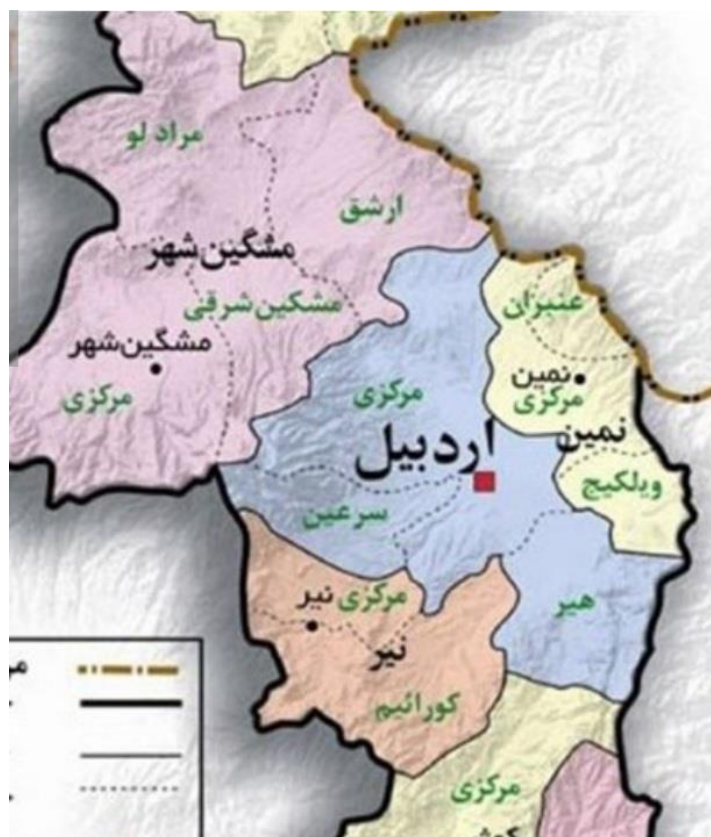 مراد لو
ارشق
مشگین‌شهر
مشکین شرقی
عنبران
مشگین‌شهر
مرکزی
نمین
مرکزی
مرکزی
نمین
اردبیل
ویلکیج
سرعین
هیر
مرکزی
نیر
نیر
کورائیم
مرکزی